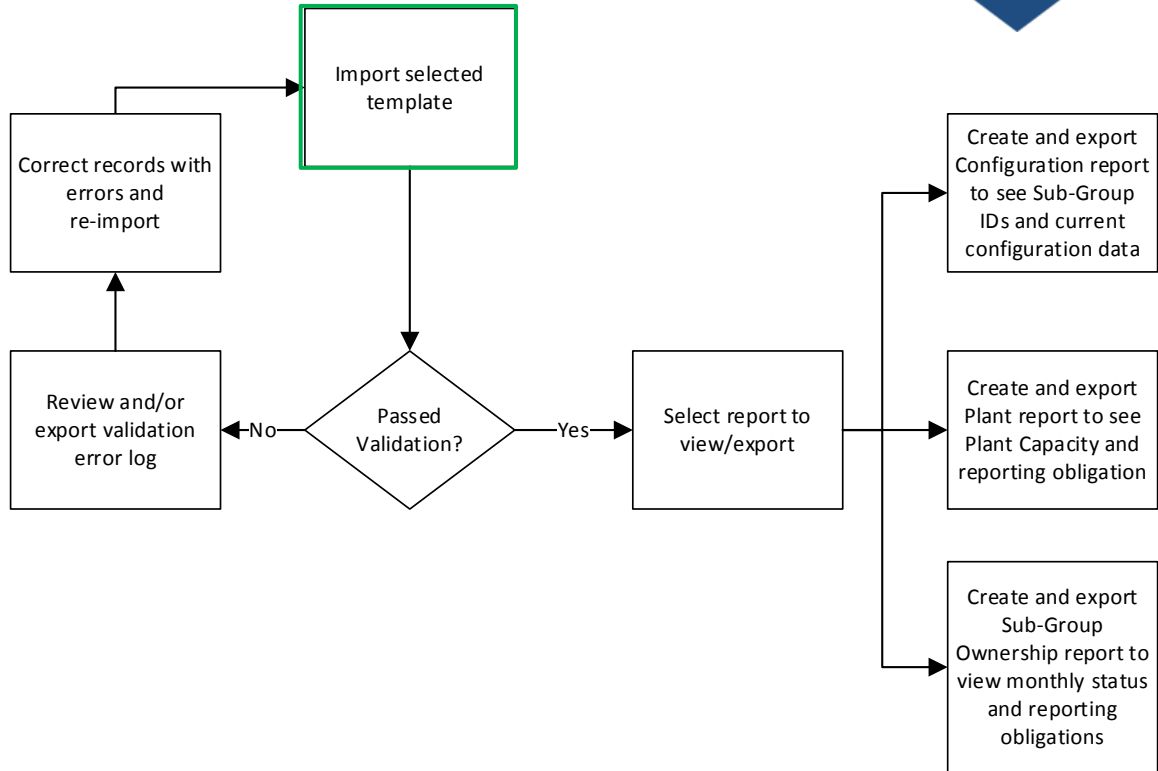 Import selected
template
Correct records with
errors and
re-import
Review and/or
export validation
error log
No
Passed
Validation?
Yes
Select report to
view/export
Create and export
Configuration report
to see Sub-Group
IDs and current
configuration data
Create and export
Plant report to see
Plant Capacity and
reporting obligation
Create and export
Sub-Group
Ownership report to
view monthly status
and reporting
obligations